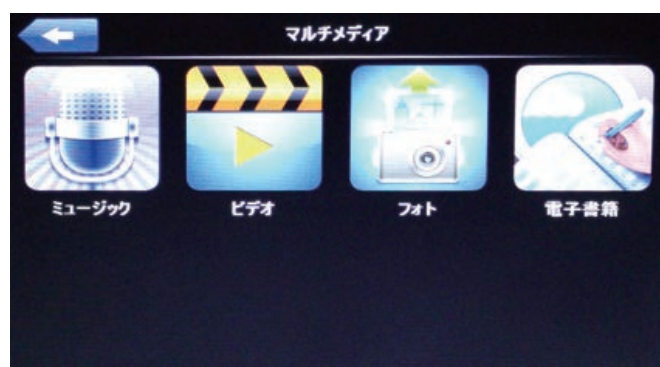 マルチメディア
ミュージック
ビデオ
フォト
電子書籍